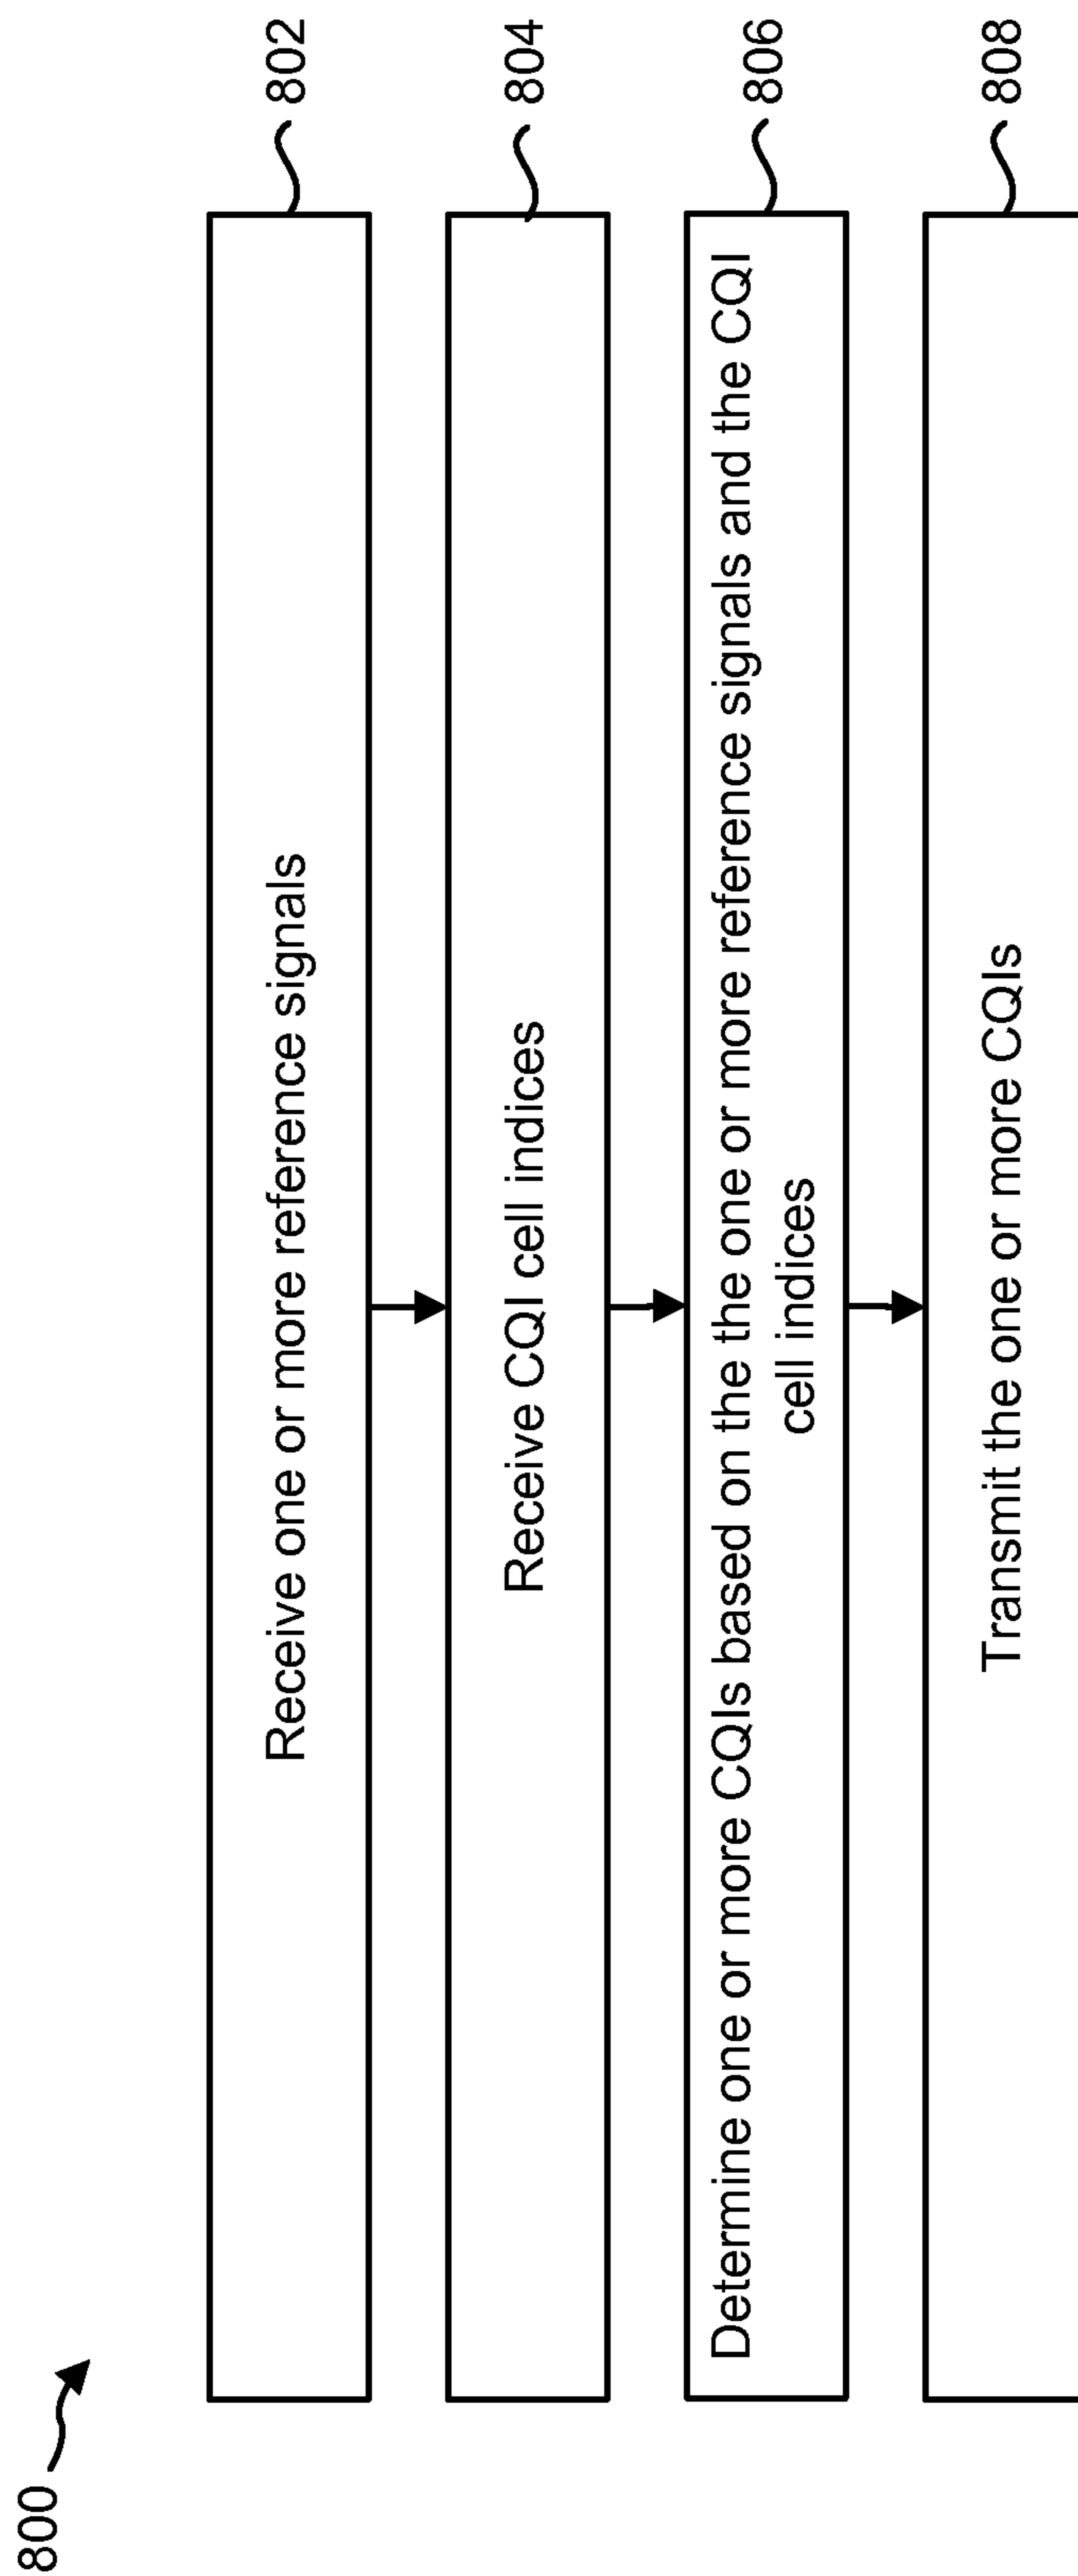 800
Receive one or more reference signals
802
Receive CQI cell indices
804
Determine one or more CQIs based on the the one or more reference signals and the CQI
cell indices
806
Transmit the one or more CQIs
808